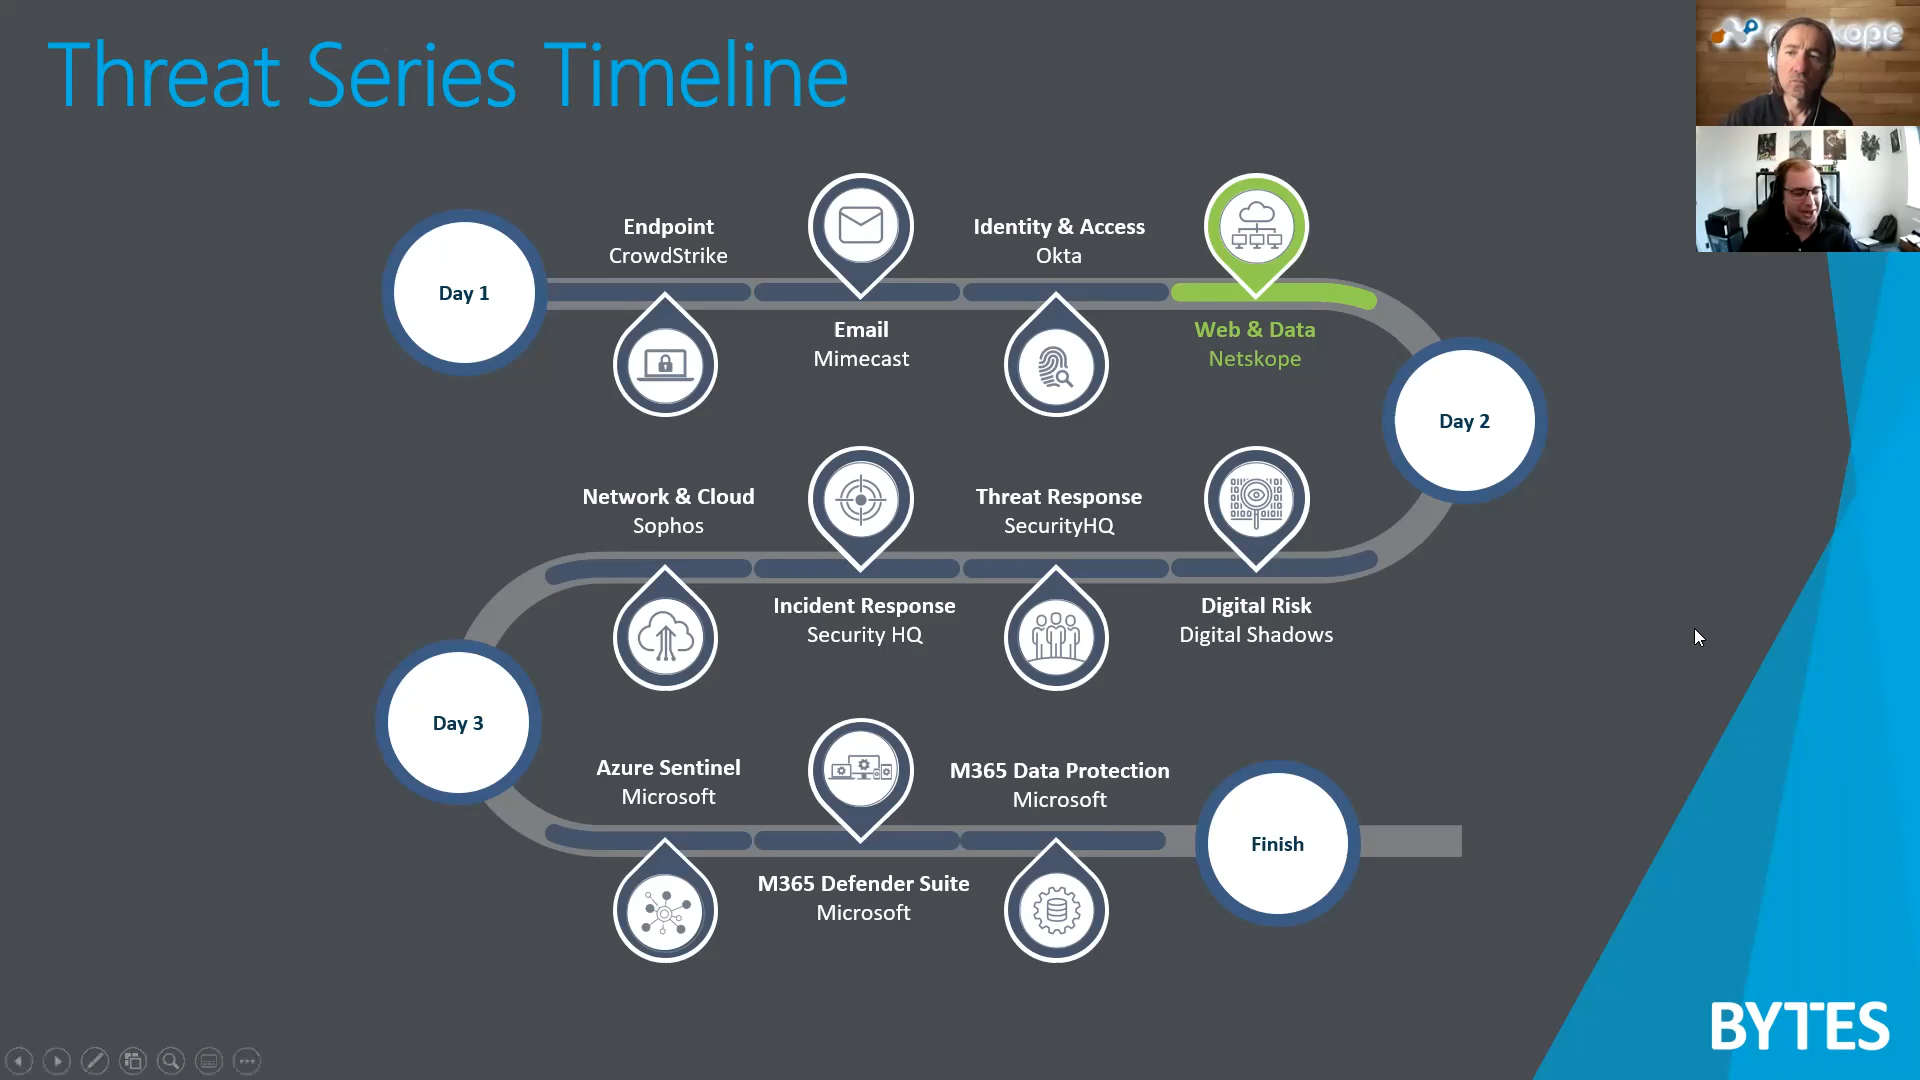 Threat Series Timeline
Day 1
Endpoint
CrowdStrike
Email
Mimecast
Identity & Access
Okta
Web & Data
Netskope
Day 2
Network & Cloud
Sophos
Incident Response
Security HQ
Threat Response
SecurityHQ
Digital Risk
Digital Shadows
Day 3
Azure Sentinel
Microsoft
M365 Defender Suite
Microsoft
M365 Data Protection
Microsoft
Finish
BYTES